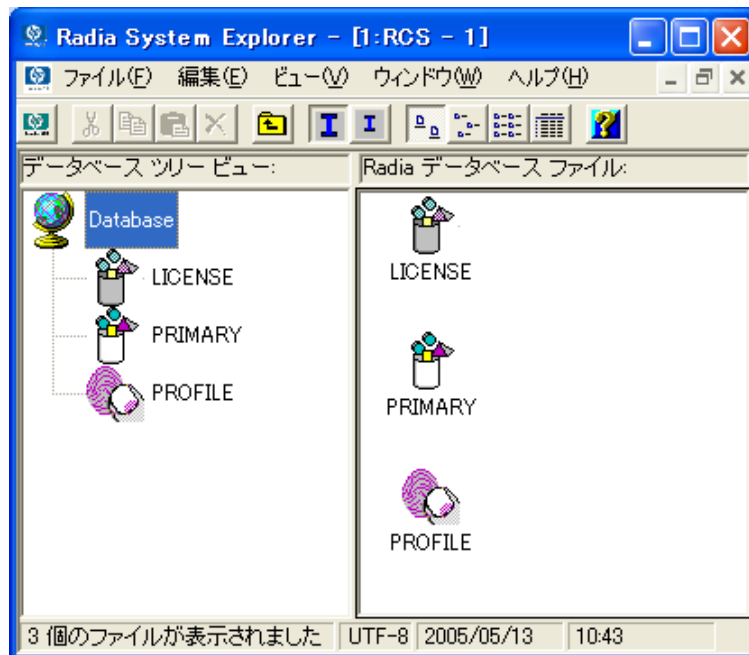 Radia System Explorer - [1:RCS - 1]
ファイル(F) 編集(E) ビュー(V) ウィンドウ(W) ヘルプ(H)
データベース ツリー ビュー:
Database
LICENSE
PRIMARY
PROFILE
Radia データベース ファイル:
LICENSE
PRIMARY
PROFILE
3 個のファイルが表示されました UTF-8 2005/05/13 10:43